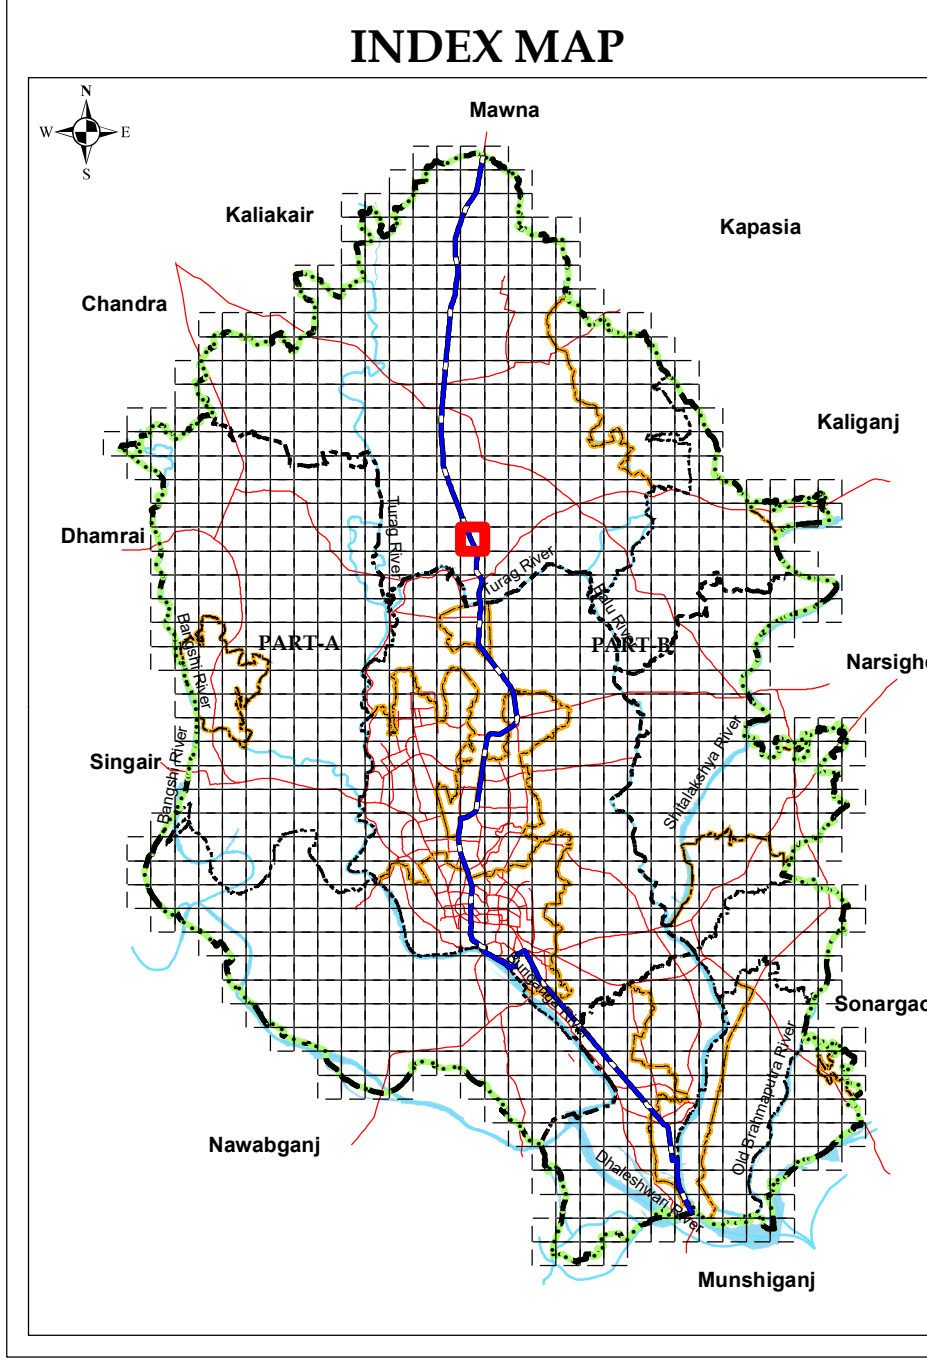 INDEX MAP
N
W E
S
Mawna
Kaliakair
Kapasia
Chandra
Kaliganj
Dhamrai
Turag River
Turag River
Balu River
PART-A
PART-B
Bangshi River
Narsigh
Singair
Bangshi River
Shitalakshya River
Buriganga River
Sonargao
Old Brahmaputra River
Nawabganj
Dhaleshwari River
Munshiganj